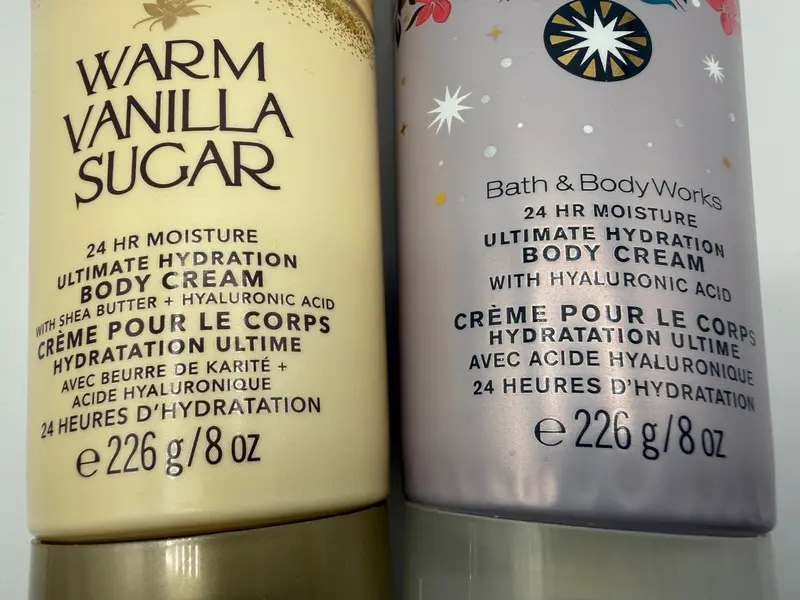 WARM
VANILLA
SUGAR
24 HR MOISTURE
ULTIMATE HYDRATION
BODY CREAM
WITH SHEA BUTTER + HYALURONIC ACID
CRÈME POUR LE CORPS
HYDRATATION ULTIME
AVEC BEURRE DE KARITÉ +
ACIDE HYALURONIQUE
24 HEURES D'HYDRATATION
℮ 226 g/8 oz
Bath & Body Works
24 HR MOISTURE
ULTIMATE HYDRATION
BODY CREAM
WITH HYALURONIC ACID
CRÈME POUR LE CORPS
HYDRATATION ULTIME
AVEC ACIDE HYALURONIQUE
24 HEURES D'HYDRATATION
℮ 226 g/8 oz